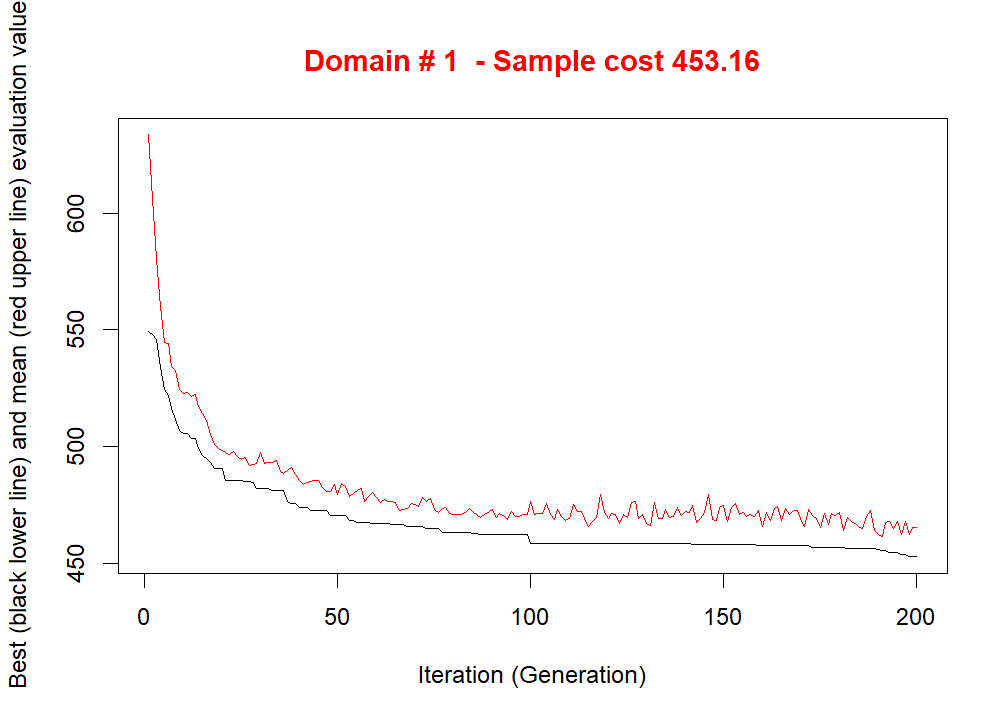 Domain # 1  - Sample cost 453.16
Best (black lower line) and mean (red upper line) evaluation value
600
550
500
450
0 50 100 150 200
Iteration (Generation)